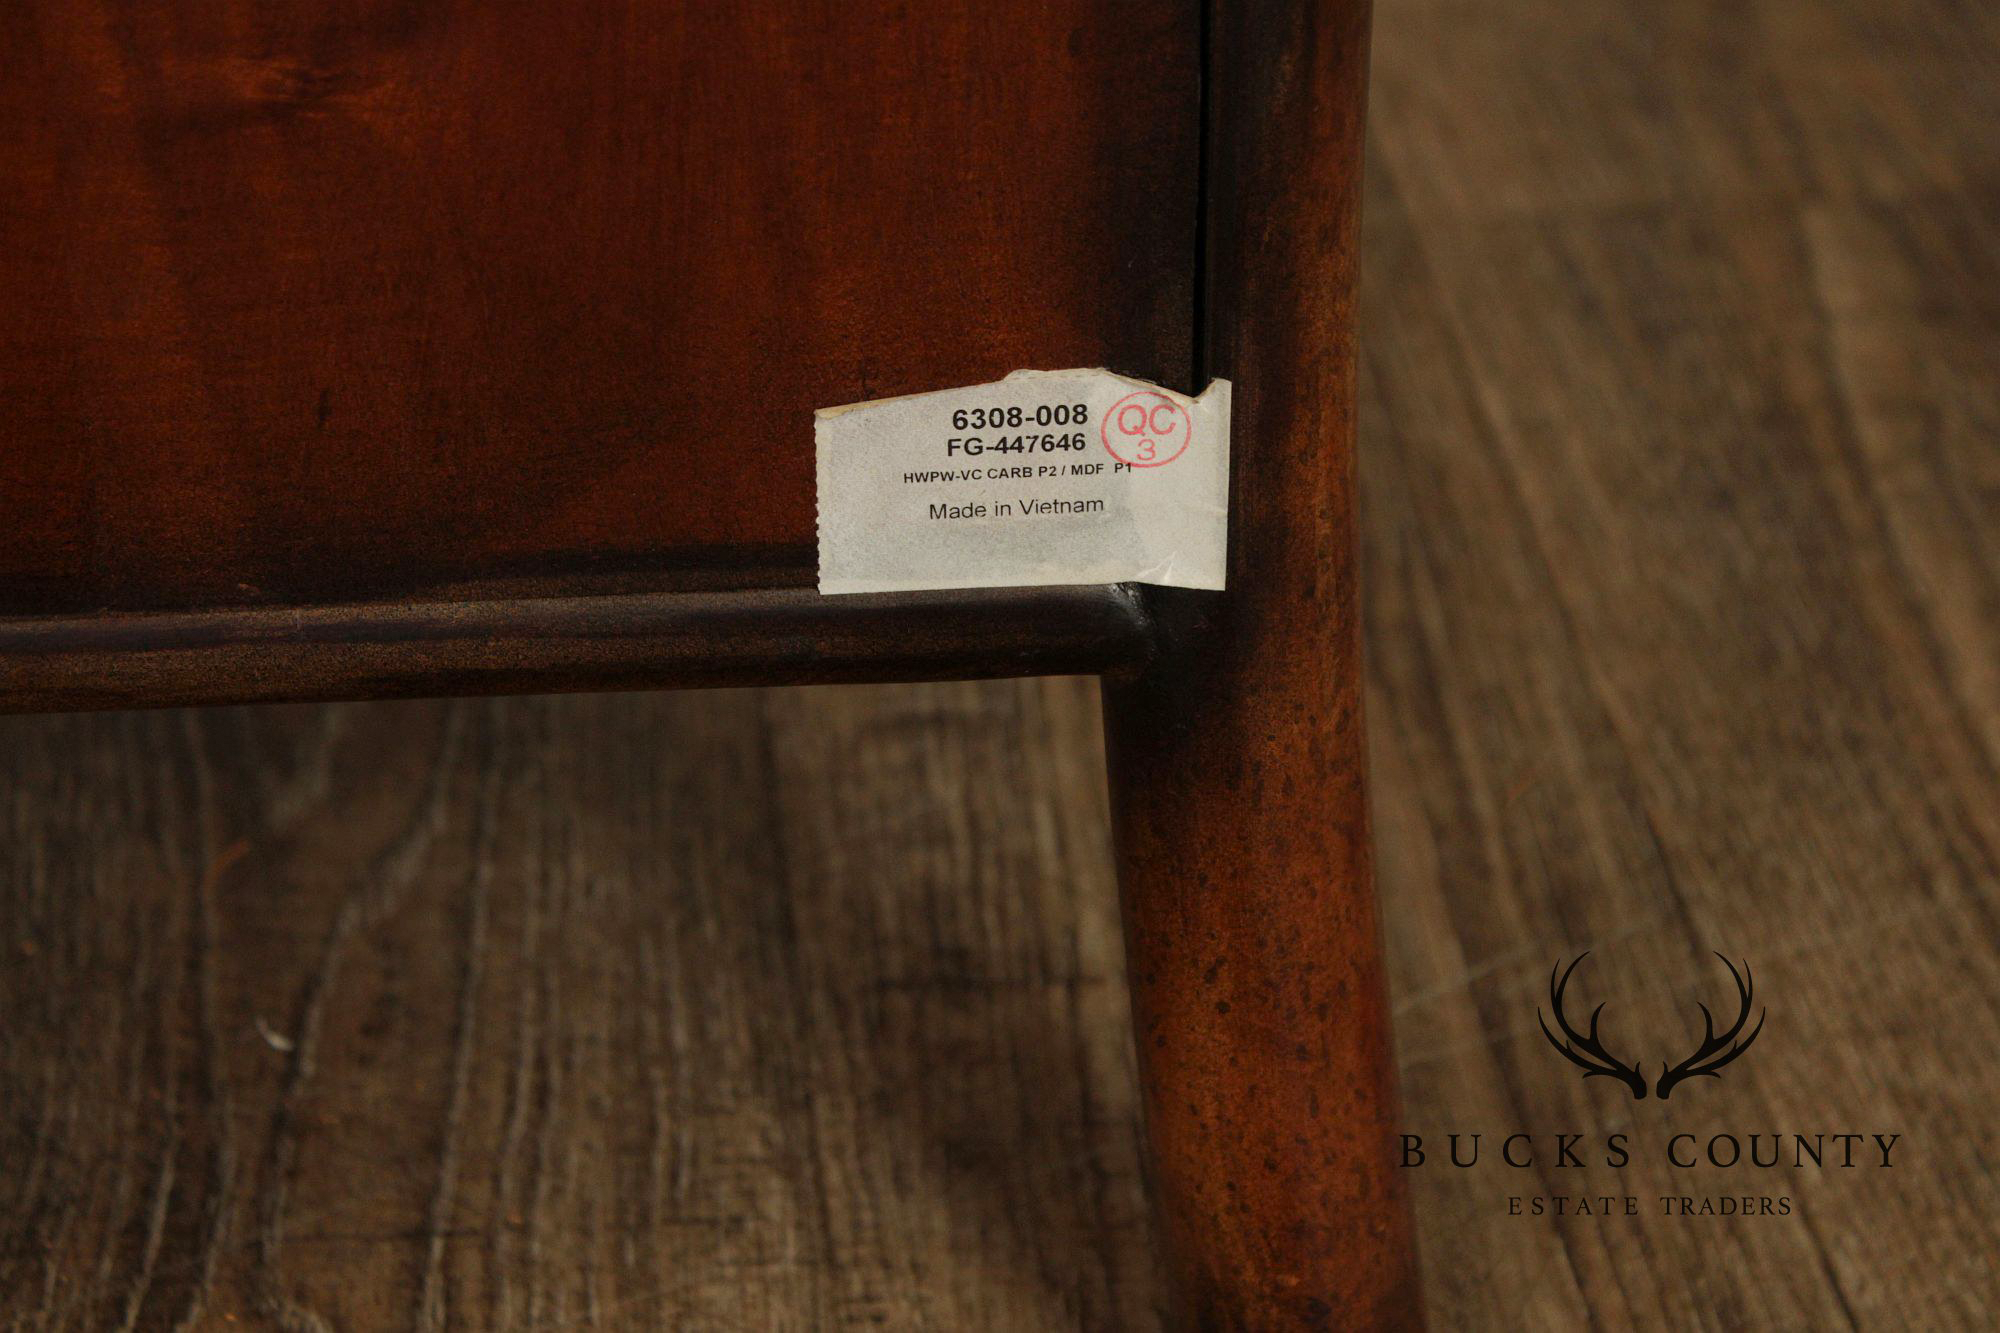 6308-008
FG-447646
QC
3
HWPW-VC CARB P2 / MDF P1
Made in Vietnam
BUCKS COUNTY
ESTATE TRADERS